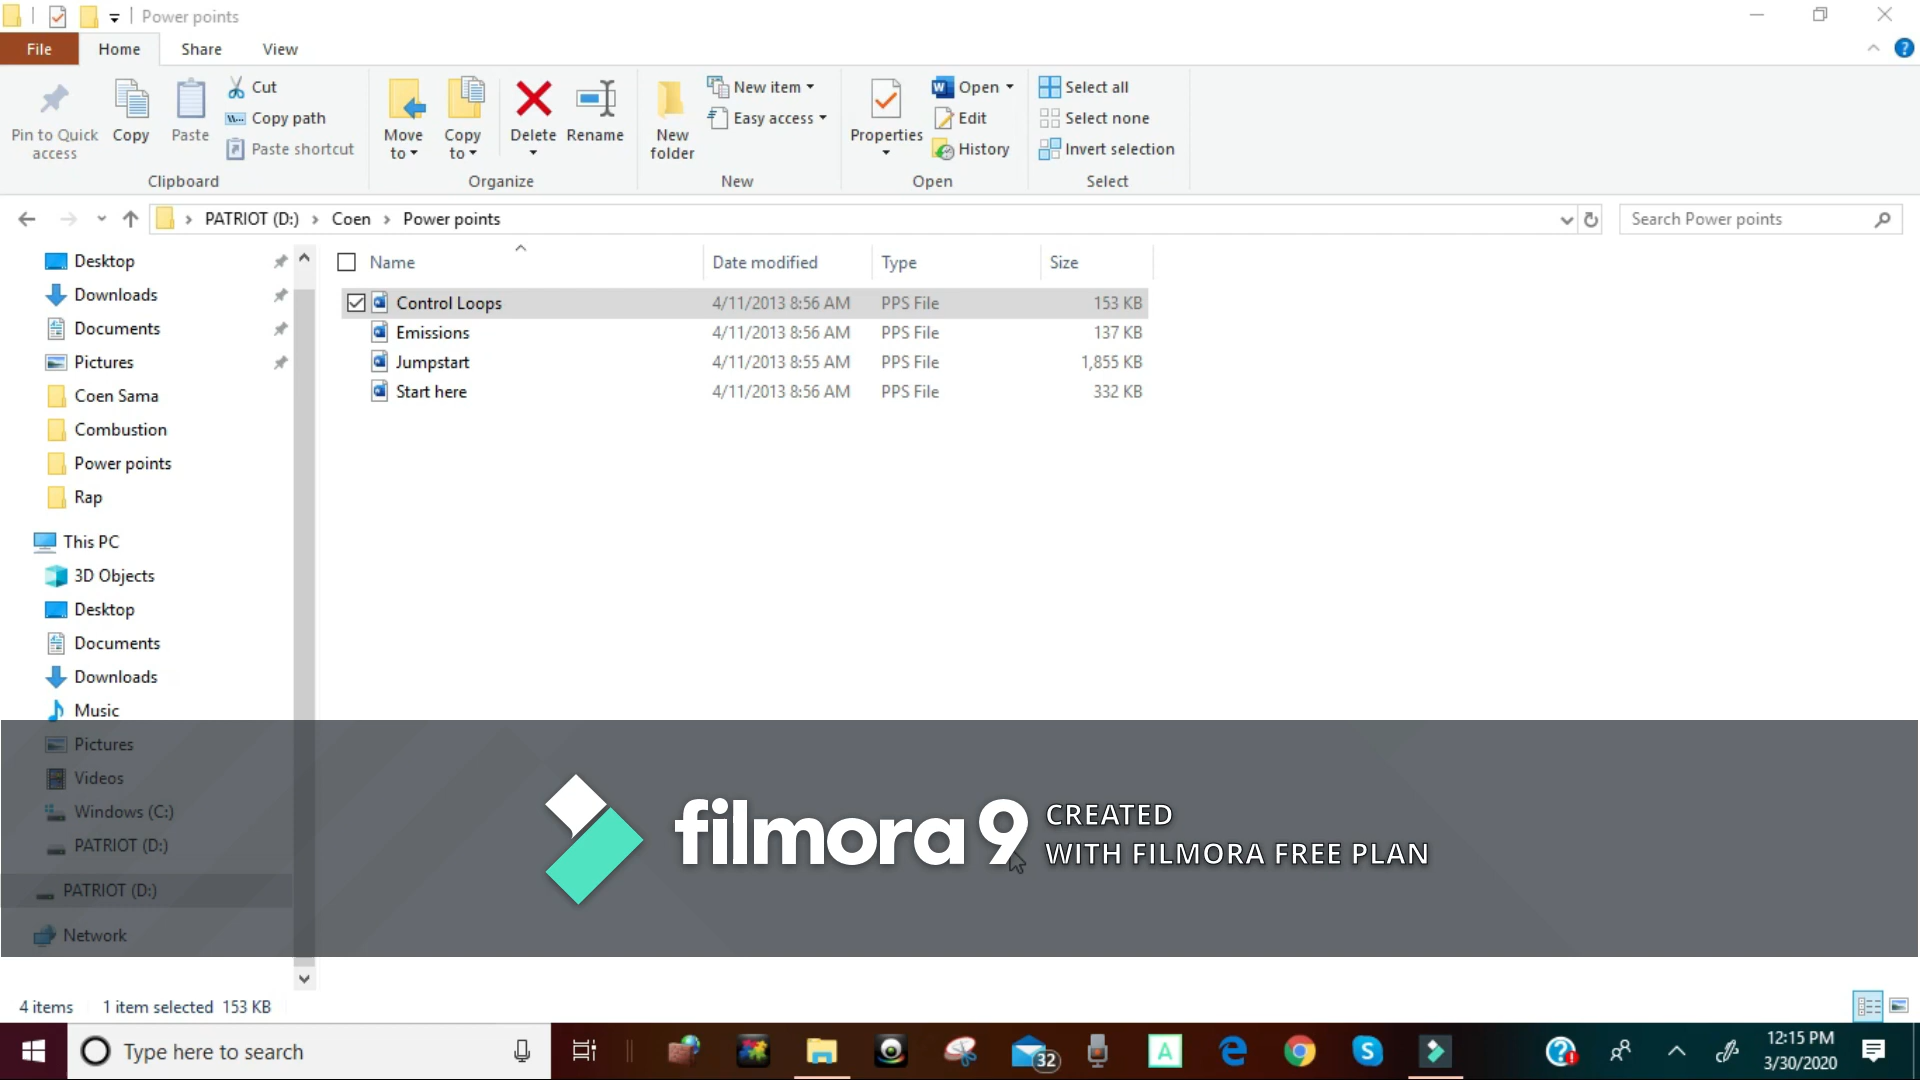 Power points
File Home Share View
Pin to Quick access
Copy
Paste
Cut
Copy path
Paste shortcut
Clipboard
Move to
Copy to
Delete
Rename
Organize
New folder
New item
Easy access
New
Properties
Open
Edit
History
Open
Select all
Select none
Invert selection
Select
PATRIOT (D:) Coen Power points
Search Power points
Name Date modified Type Size
Control Loops 4/11/2013 8:56 AM PPS File 153 KB
Emissions 4/11/2013 8:56 AM PPS File 137 KB
Jumpstart 4/11/2013 8:55 AM PPS File 1,855 KB
Start here 4/11/2013 8:56 AM PPS File 332 KB
Desktop
Downloads
Documents
Pictures
Coen Sama
Combustion
Power points
Rap
This PC
3D Objects
Desktop
Documents
Downloads
Music
Pictures
Videos
Windows (C:)
PATRIOT (D:)
PATRIOT (D:)
Network
filmora9
CREATED
WITH FILMORA FREE PLAN
4 items 1 item selected 153 KB
Type here to search
32
12:15 PM
3/30/2020